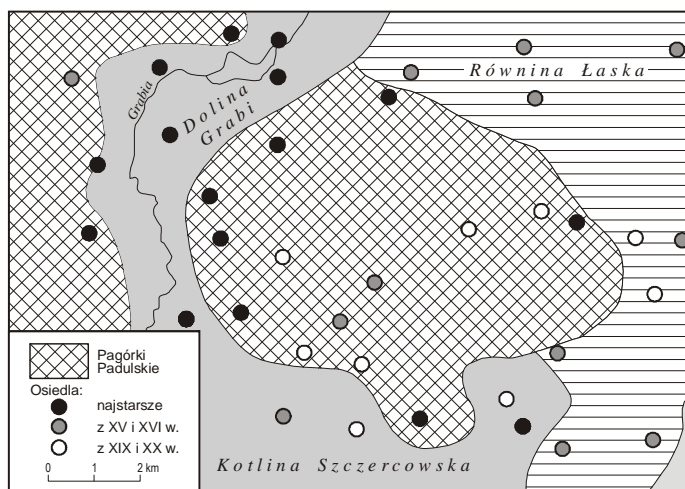 Równina Łaska
Grabia
Dolina
Grabi
Pagórki
Padulskie
Osiedla:
najstarsze
z XV i XVI w.
z XIX i XX w.
0 1 2 km
Kotlina Szczercowska